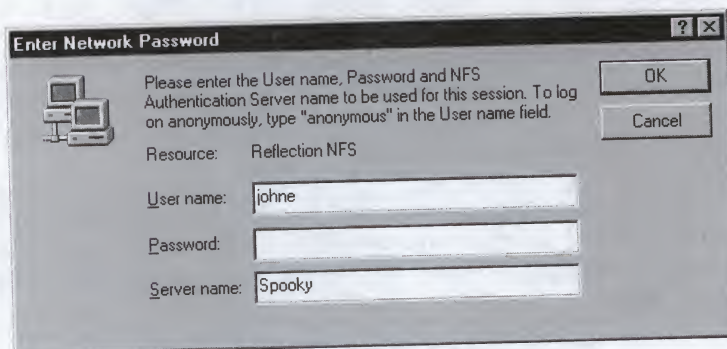 Enter Network Password
Please enter the User name, Password and NFS
Authentication Server name to be used for this session. To log
on anonymously, type "anonymous" in the User name field.
OK
Cancel
Resource: Reflection NFS
User name: johne
Password:
Server name: Spooky